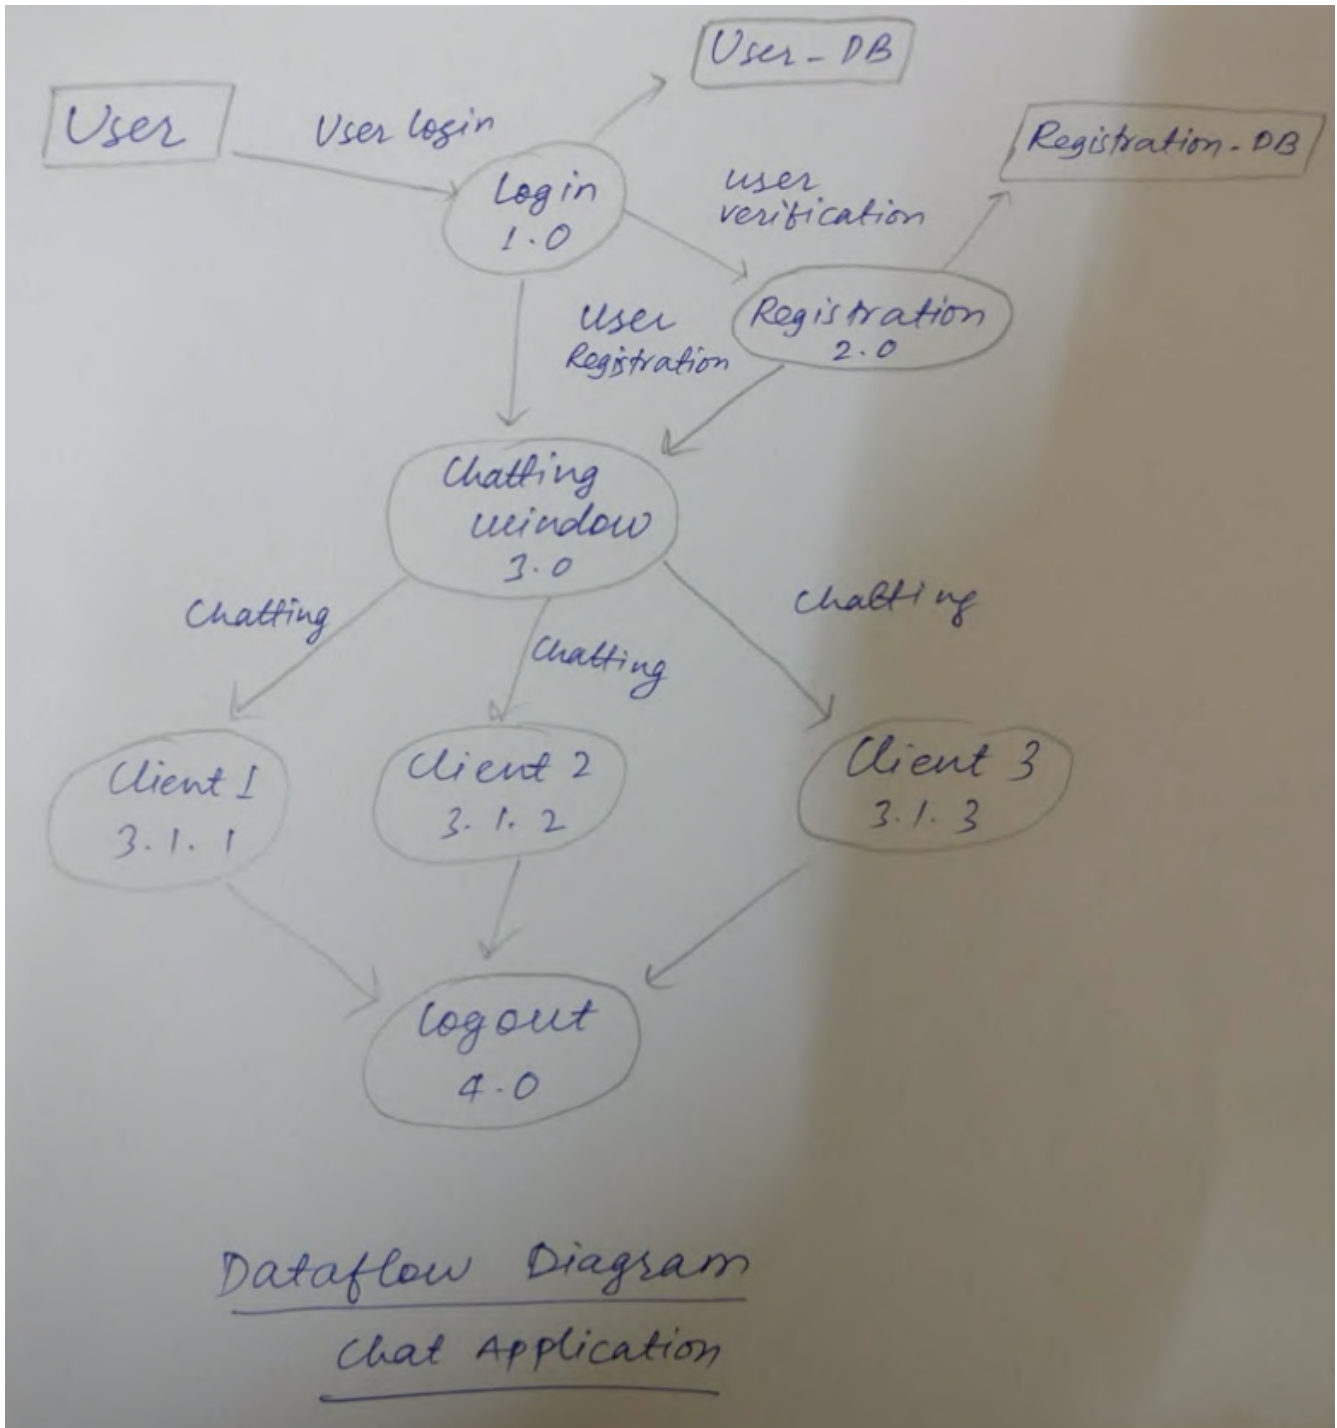 User_DB
User
User login
Registration-DB
Login
1.0
user
verification
User
Registration
Registration
2.0
Chatting
window
3.0
Chatting
Chatting
Chatting
Client 1
3.1.1
Client 2
3.1.2
Client 3
3.1.3
Logout
4.0
Dataflow Diagram
Chat Application